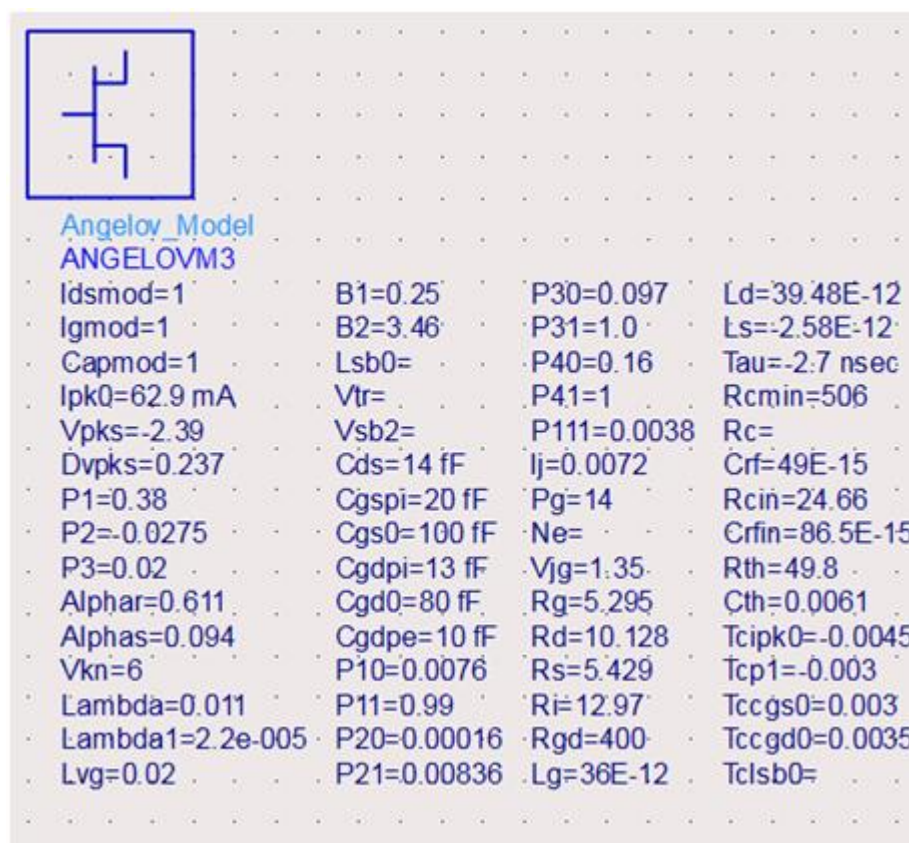 Angelov_Model
ANGELOVM3
Idsmod=1
Igmod=1
Capmod=1
Ipk0=62.9 mA
Vpks=-2.39
Dvpks=0.237
P1=0.38
P2=-0.0275
P3=0.02
Alphar=0.611
Alphas=0.094
Vkn=6
Lambda=0.011
Lambda1=2.2e-005
Lvg=0.02
B1=0.25
B2=3.46
Lsb0=
Vtr=
Vsb2=
Cds=14 fF
Cgspi=20 fF
Cgs0=100 fF
Cgdpi=13 fF
Cgd0=80 fF
Cgdpe=10 fF
P10=0.0076
P11=0.99
P20=0.00016
P21=0.00836
P30=0.097
P31=1.0
P40=0.16
P41=1
P111=0.0038
Ij=0.0072
Pg=14
Ne=
Vjg=1.35
Rg=5.295
Rd=10.128
Rs=5.429
Ri=12.97
Rgd=400
Lg=36E-12
Ld=39.48E-12
Ls=-2.58E-12
Tau=-2.7 nsec
Rcmin=506
Rc=
Crf=49E-15
Rcin=24.66
Crfin=86.5E-15
Rth=49.8
Cth=0.0061
Tcipk0=-0.0045
Tcp1=-0.003
Tccgs0=0.003
Tccgd0=0.0035
Tclsb0=